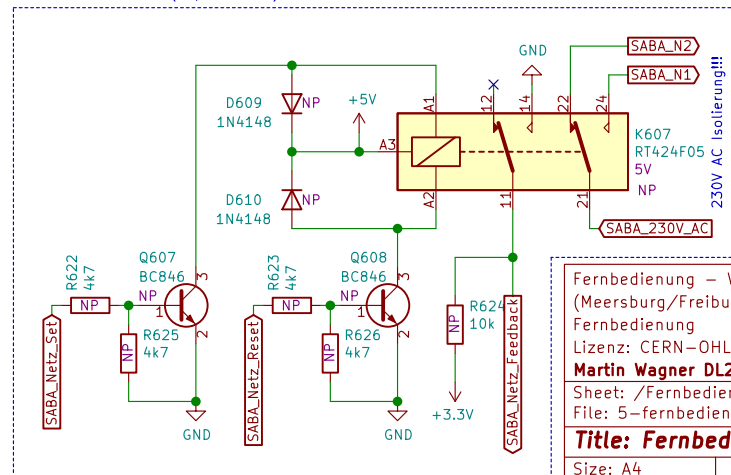 GND
SABA_N2
SABA_N1
230V AC Isolierung!!!
D609
1N4148
NP
+5V
A1
A3
A2
12
14
22
24
11
21
K607
RT424F05
5V
NP
D610
1N4148
NP
SABA_230V_AC
R622
4k7
NP
Q607
BC846
NP
1
3
2
R625
4k7
NP
SABA_Netz_Set
GND
R623
4k7
NP
Q608
BC846
NP
1
3
2
R626
4k7
NP
SABA_Netz_Reset
GND
R624
10k
NP
+3.3V
SABA_Netz_Feedback
Fernbedienung -
(Meersburg/Freibu
Fernbedienung
Lizenz: CERN-OHL
Martin Wagner DL2
Sheet: /Fernbedien
File: 5-fernbedien
Title: Fernbed
Size: A4